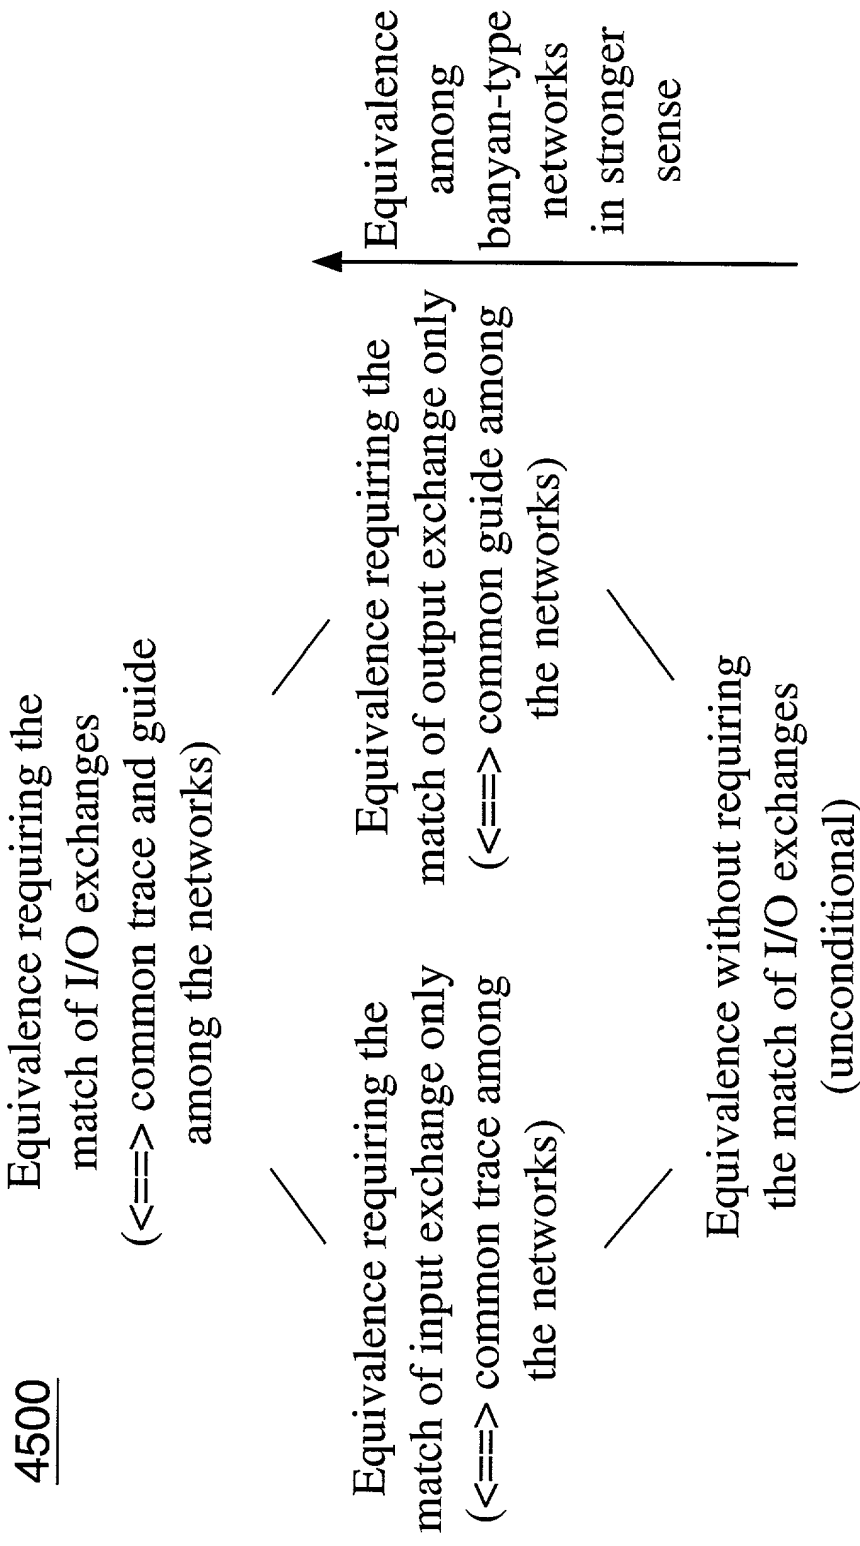 4500
Equivalence requiring the
match of I/O exchanges
(<==> common trace and guide
among the networks)
Equivalence requiring the
match of input exchange only
(<==> common trace among
the networks)
Equivalence requiring the
match of output exchange only
(<==> common guide among
the networks)
Equivalence
among
banyan-type
networks
in stronger
sense
Equivalence without requiring
the match of I/O exchanges
(unconditional)